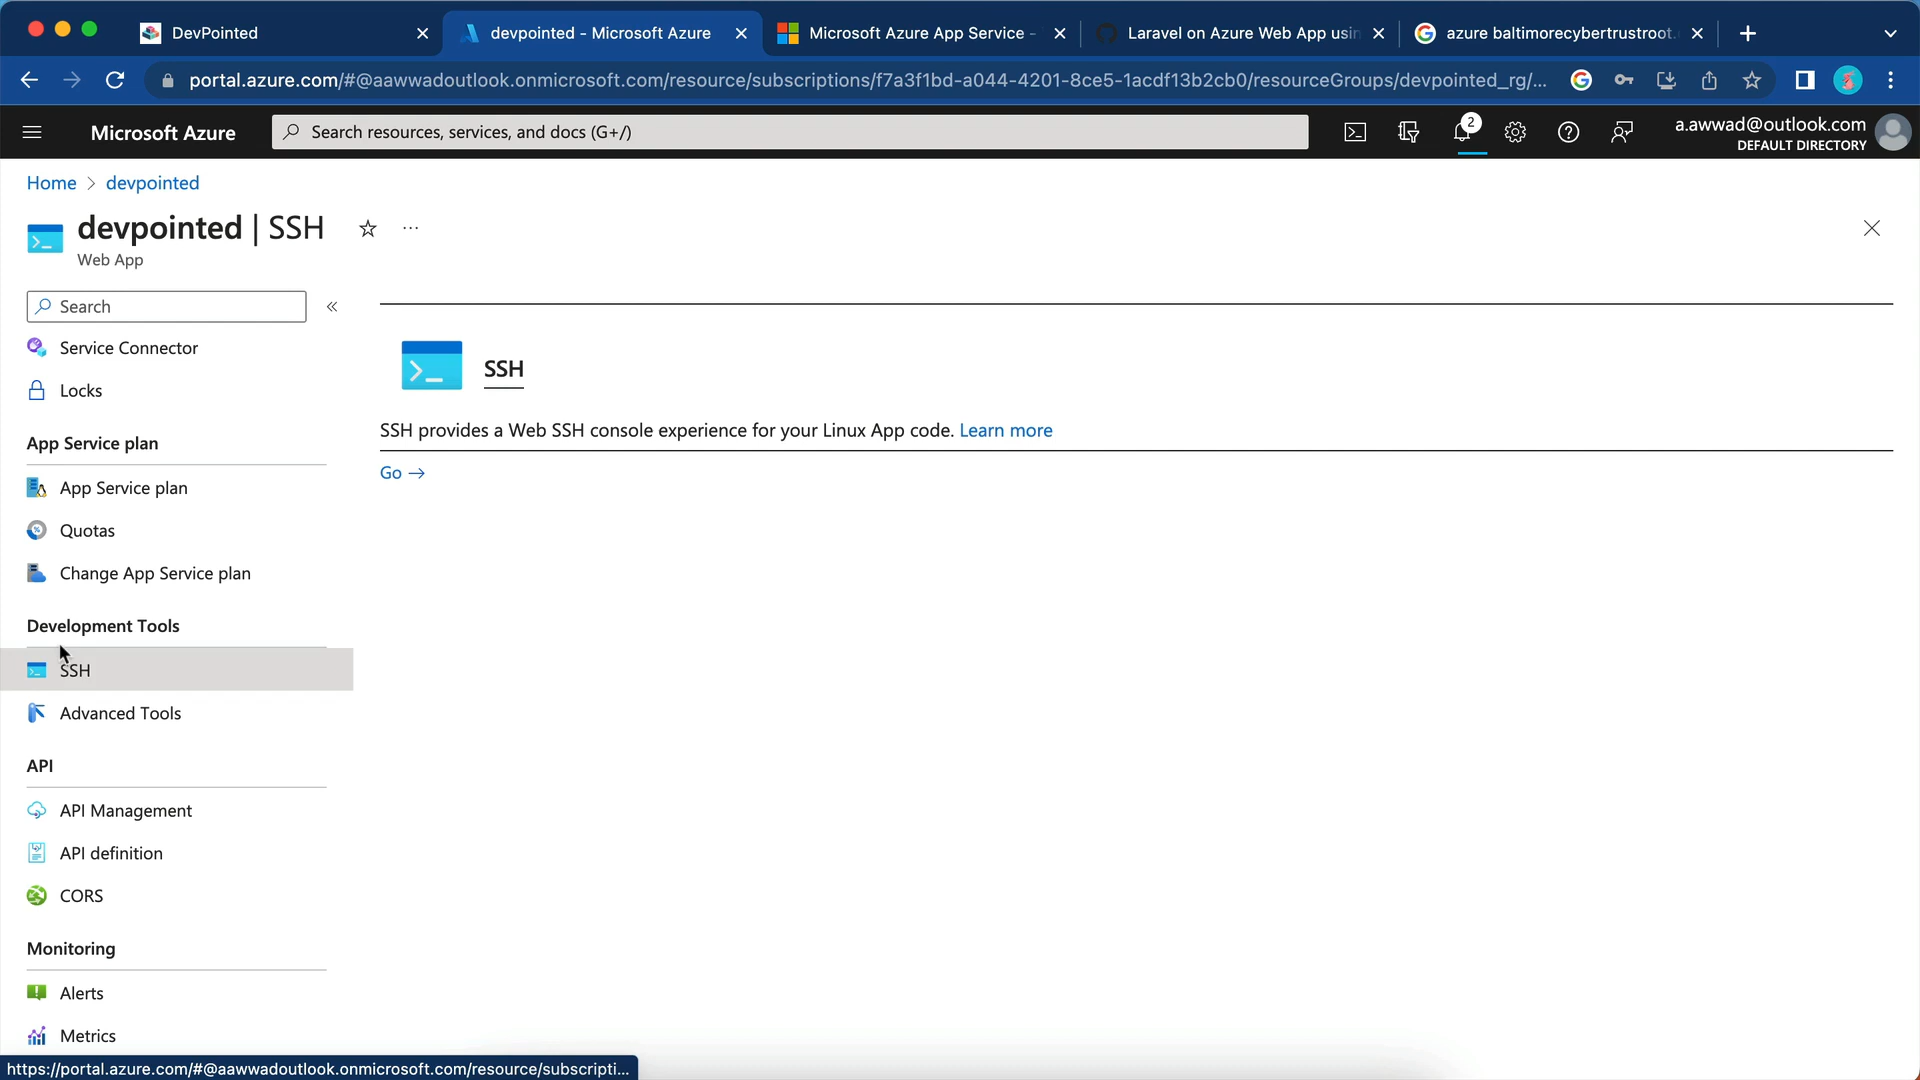 DevPointed
devpointed - Microsoft Azure
Microsoft Azure App Service -
Laravel on Azure Web App usin
azure baltimorecybertrustroot.
portal.azure.com/#@aawwadoutlook.onmicrosoft.com/resource/subscriptions/f7a3f1bd-a044-4201-8ce5-1acdf13b2cb0/resourceGroups/devpointed_rg/...
Microsoft Azure
Search resources, services, and docs (G+/)
2
a.awwad@outlook.com
DEFAULT DIRECTORY
Home > devpointed
devpointed | SSH
Web App
Search
Service Connector
Locks
App Service plan
App Service plan
Quotas
Change App Service plan
Development Tools
SSH
Advanced Tools
API
API Management
API definition
CORS
Monitoring
Alerts
Metrics
SSH
SSH provides a Web SSH console experience for your Linux App code. Learn more
Go →
https://portal.azure.com/#@aawwadoutlook.onmicrosoft.com/resource/subscripti...